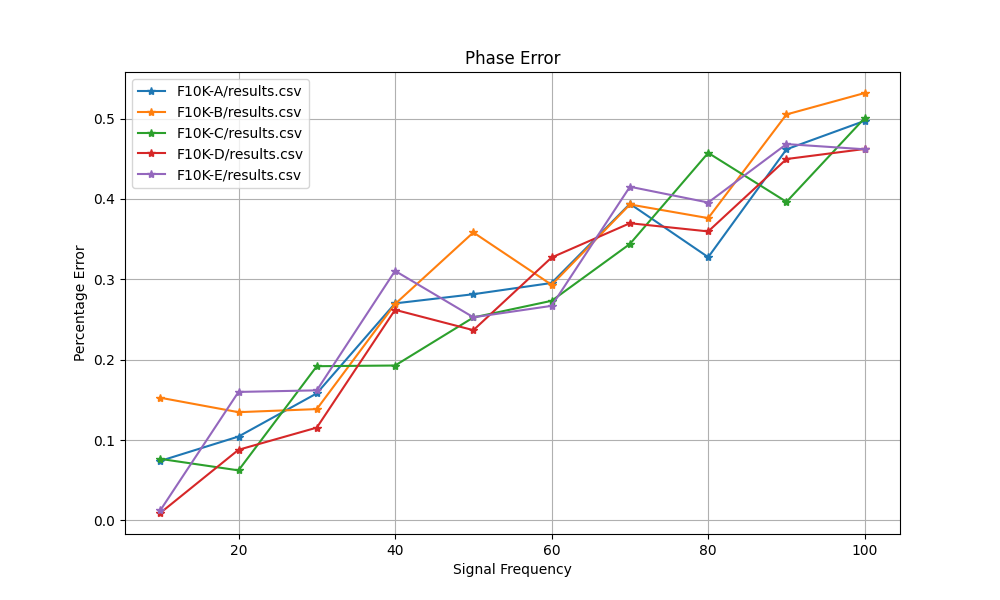 Phase Error
F10K-A/results.csv
F10K-B/results.csv
F10K-C/results.csv
F10K-D/results.csv
F10K-E/results.csv
Percentage Error
0.5
0.4
0.3
0.2
0.1
0.0
20 40 60 80 100
Signal Frequency